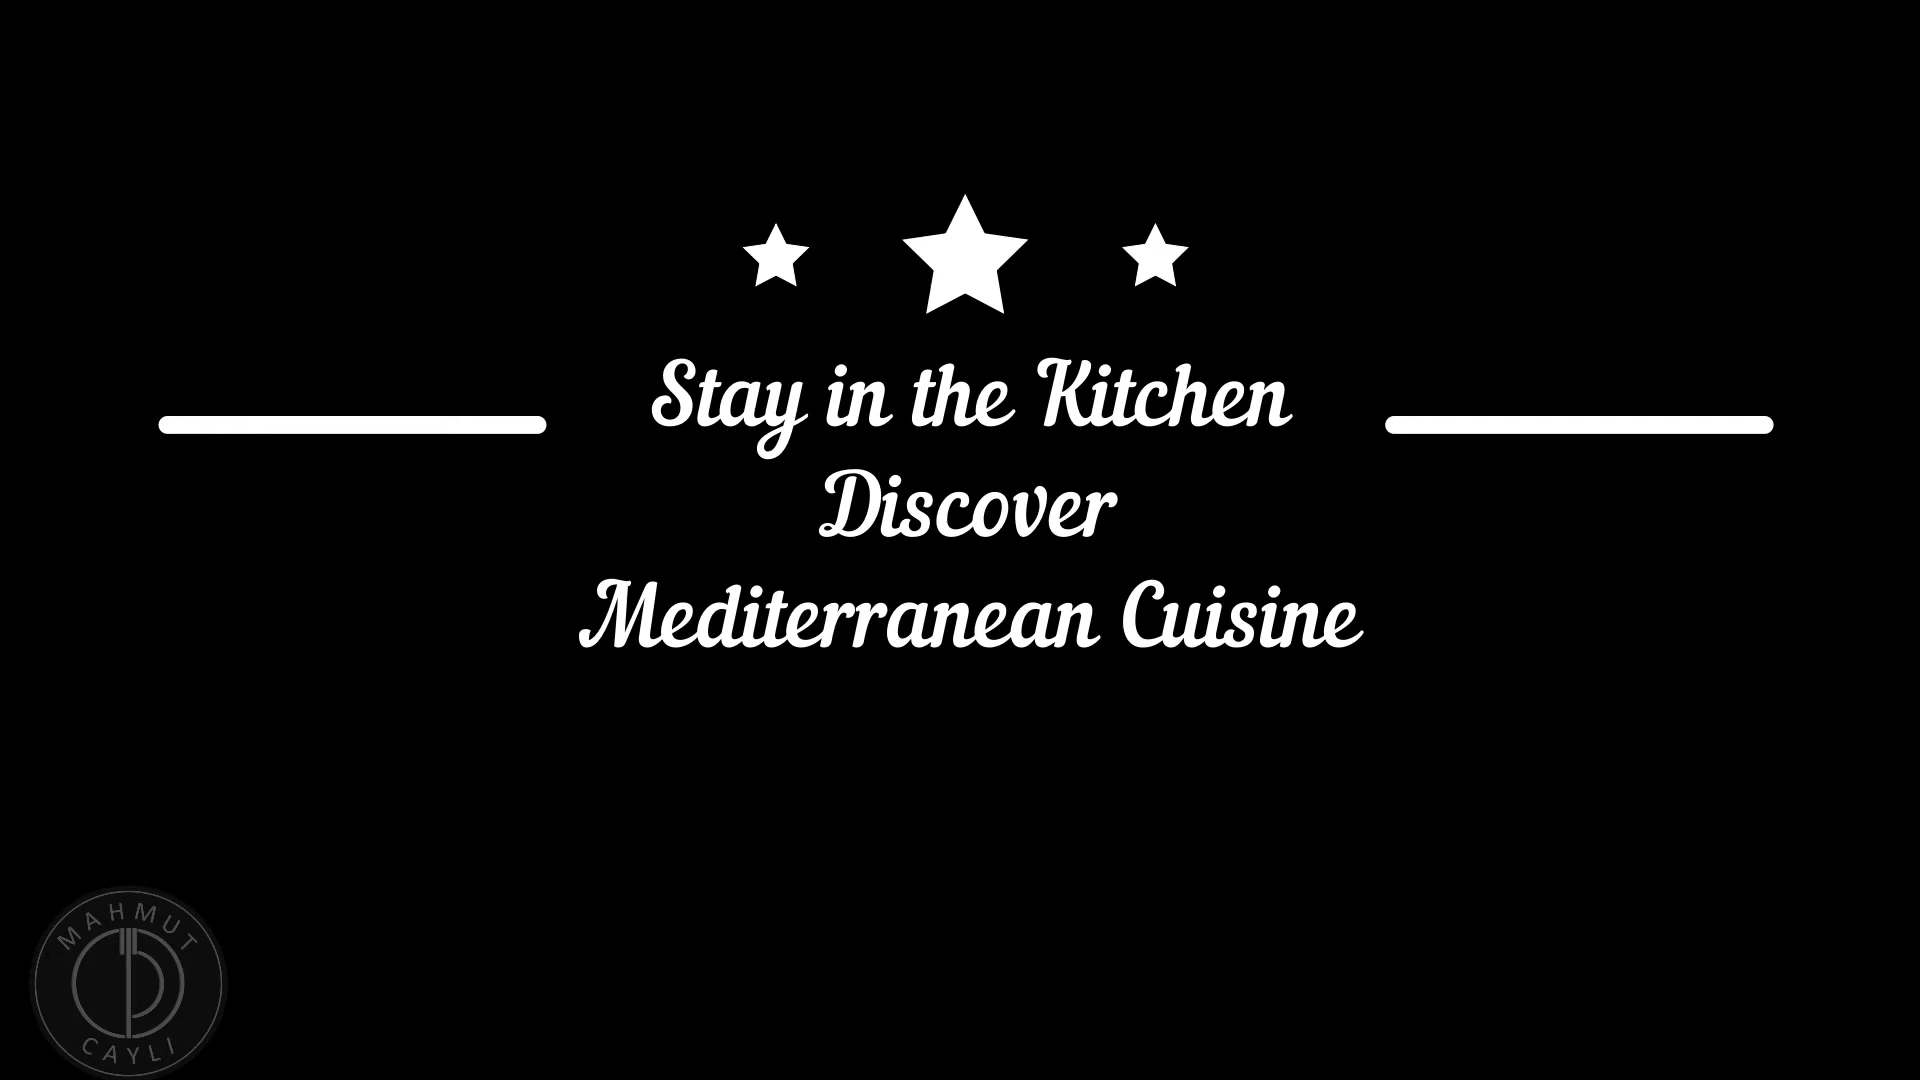 Stay in the Kitchen
Discover
Mediterranean Cuisine
MAHMUT
CAYLI